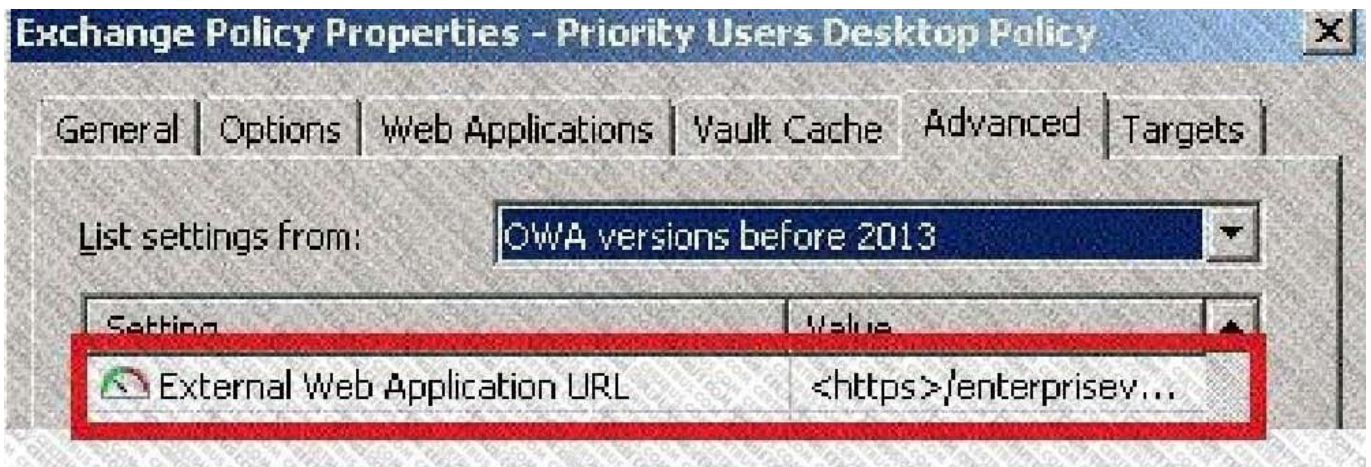 Exchange Policy Properties - Priority Users Desktop Policy
General Options Web Applications Vault Cache Advanced Targets
List settings from: OWA versions before 2013
Setting Value
External Web Application URL <https>/enterprisev...